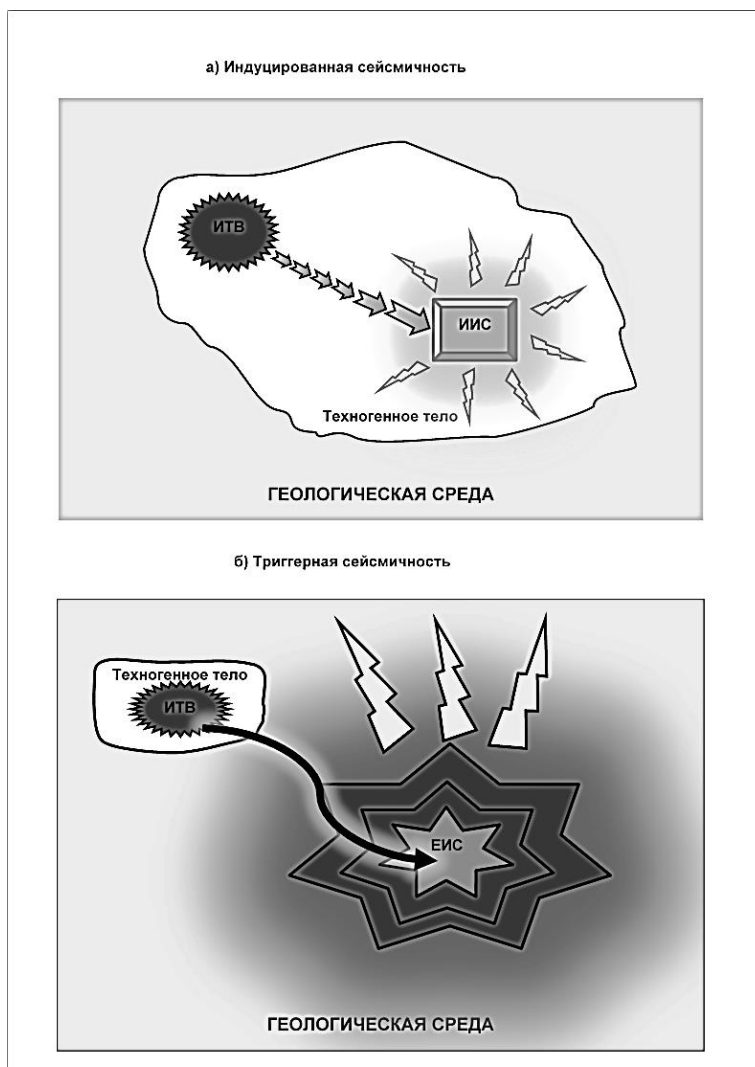 а) Индуцированная сейсмичность
ИТВ
ИИС
Техногенное тело
ГЕОЛОГИЧЕСКАЯ СРЕДА
б) Триггерная сейсмичность
Техногенное тело
ИТВ
ЕИС
ГЕОЛОГИЧЕСКАЯ СРЕДА